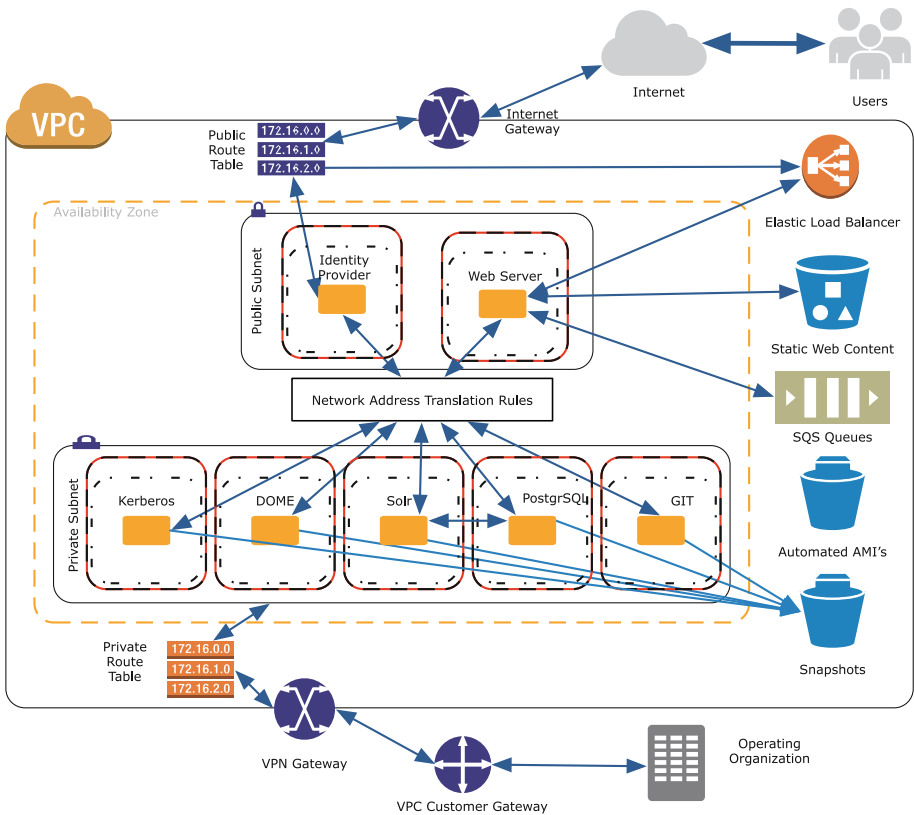 Internet
Users
VPC
Internet
Gateway
Public
Route
Table
172.16.0.0
172.16.1.0
172.16.2.0
Elastic Load Balancer
Availability Zone
Public Subnet
Identity
Provider
Web Server
Static Web Content
Network Address Translation Rules
SQS Queues
Private Subnet
Kerberos
DOME
Solr
PostgrSQL
GIT
Automated AMI's
Snapshots
Private
Route
Table
172.16.0.0
172.16.1.0
172.16.2.0
VPN Gateway
VPC Customer Gateway
Operating
Organization